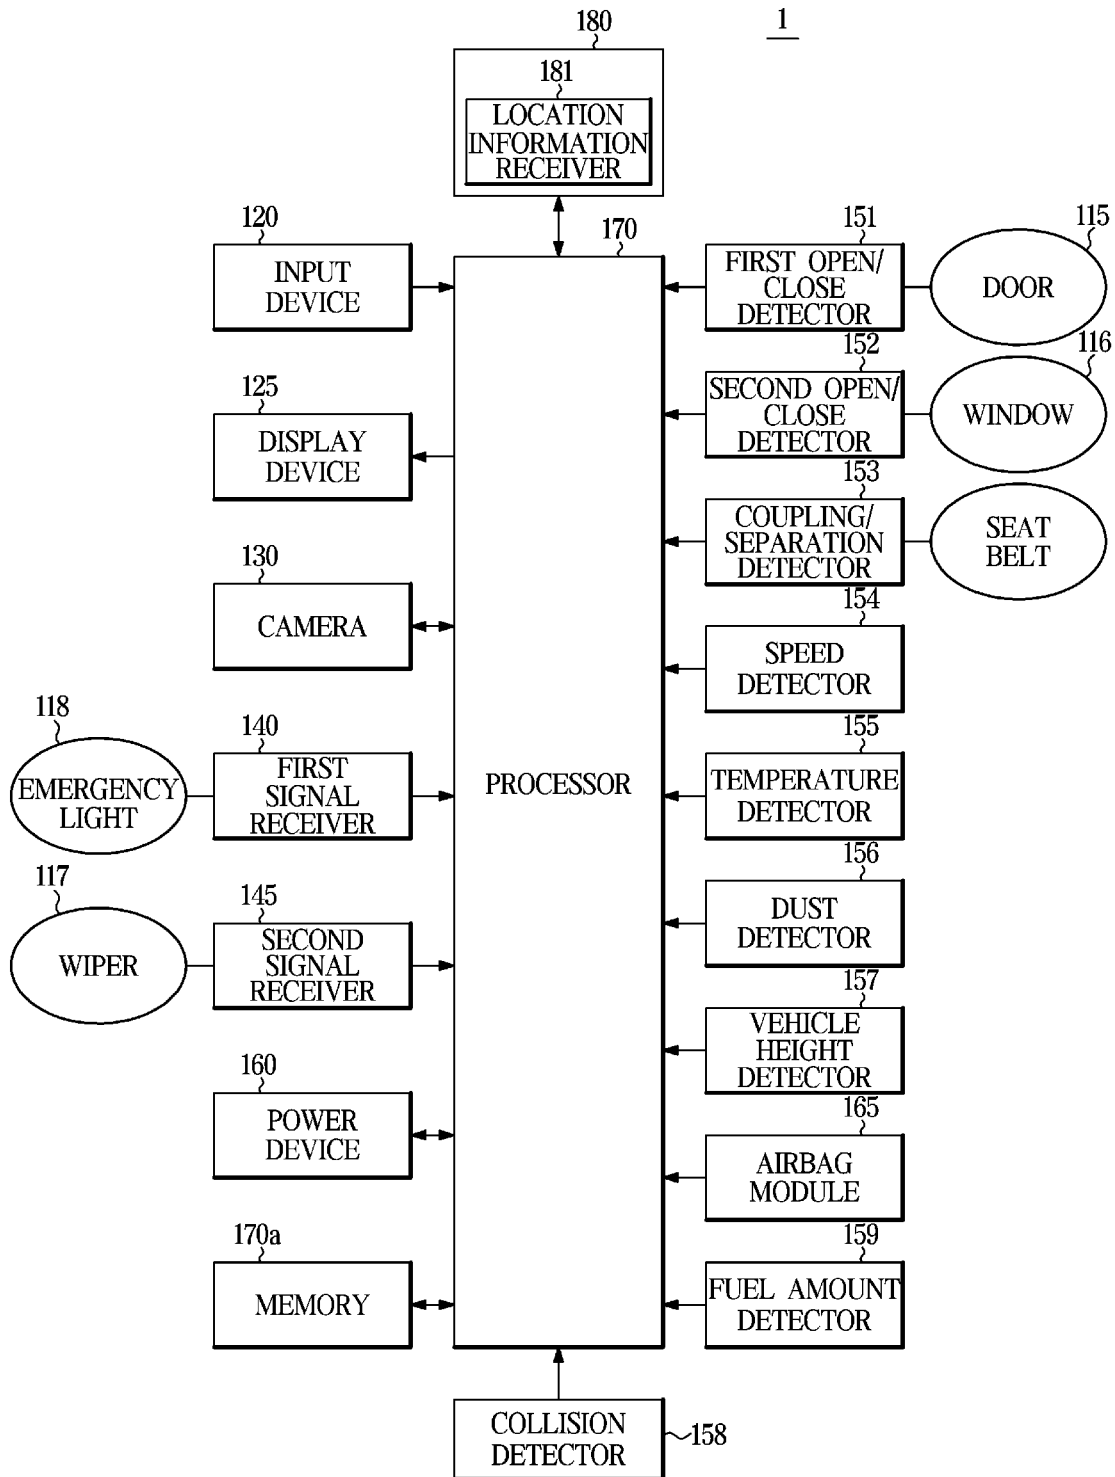 180
1
181
LOCATION
INFORMATION
RECEIVER
120
170
151
115
INPUT
DEVICE
FIRST OPEN/
CLOSE
DETECTOR
DOOR
152
116
125
SECOND OPEN/
CLOSE
DETECTOR
WINDOW
DISPLAY
DEVICE
153
COUPLING/
SEPARATION
DETECTOR
SEAT
BELT
130
CAMERA
154
SPEED
DETECTOR
118
140
155
EMERGENCY
LIGHT
FIRST
SIGNAL
RECEIVER
PROCESSOR
TEMPERATURE
DETECTOR
117
145
156
WIPER
SECOND
SIGNAL
RECEIVER
DUST
DETECTOR
157
VEHICLE
HEIGHT
DETECTOR
160
POWER
DEVICE
165
AIRBAG
MODULE
170a
159
MEMORY
FUEL AMOUNT
DETECTOR
COLLISION
DETECTOR
158